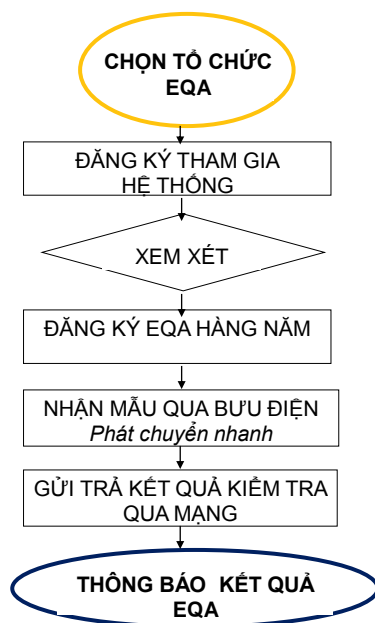 CHỌN TỔ CHỨC
EQA
ĐĂNG KÝ THAM GIA
HỆ THỐNG
XEM XÉT
ĐĂNG KÝ EQA HÀNG NĂM
NHẬN MẪU QUA BƯU ĐIỆN
Phát chuyển nhanh
GỬI TRẢ KẾT QUẢ KIỂM TRA
QUA MẠNG
THÔNG BÁO KẾT QUẢ
EQA